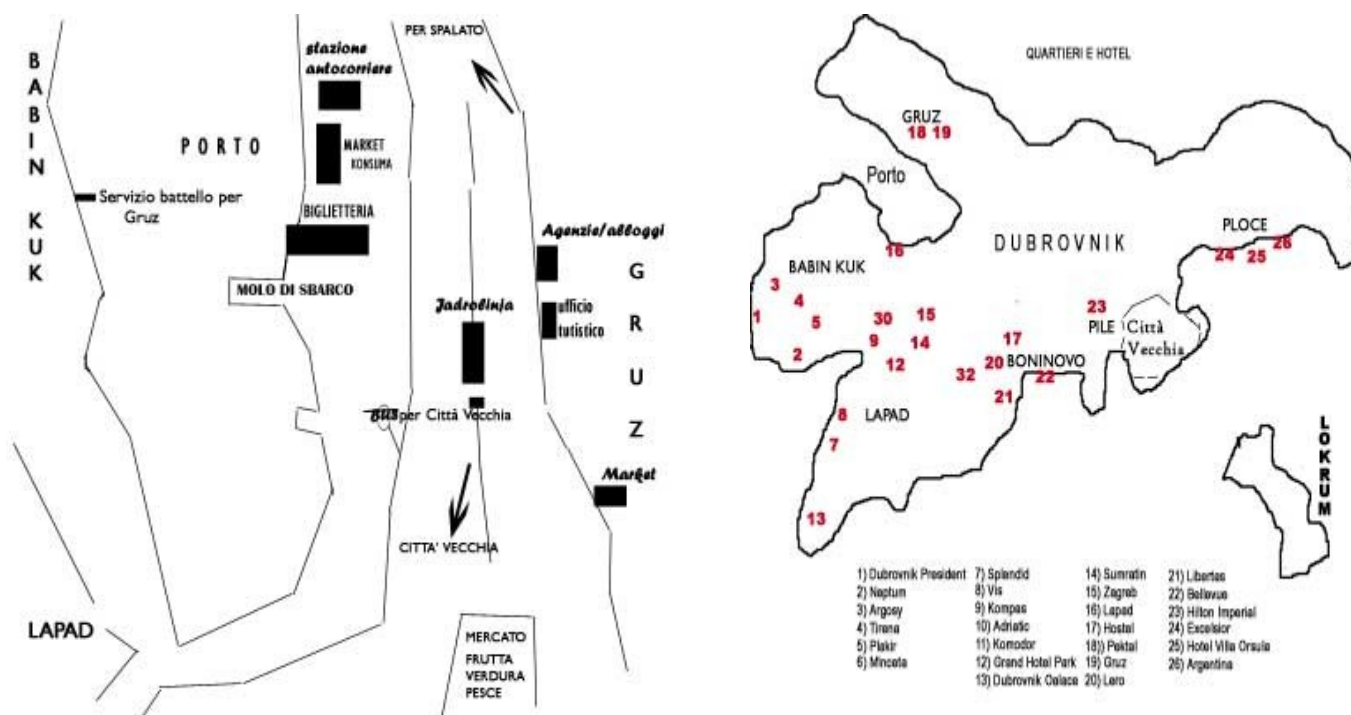 PER SPALATO
BABIN KUK
stazione
autocorriere
PORTO
MARKET
KONSUMA
Servizio battello per
Gruz
BIGLIETTERIA
Agenzie/alloggi
MOLO DI SBARCO
GRUZ
Jadrolinja
ufficio
tutistico
BUS per Città Vecchia
Market
CITTA' VECCHIA
LAPAD
MERCATO
FRUTTA
VERDURA
PESCE
QUARTIERI E HOTEL
GRUZ
18 19
Porto
PLOCE
DUBROVNIK
16
24 25 26
BABIN KUK
3
4
23
1
5
30
15
PILE
Città
Vecchia
9
14
17
2
12
20
BONINOVO
32
22
21
8
LAPAD
7
LOKRUM
13
1) Dubrovnik President
2) Neptum
3) Argosy
4) Tirena
5) Plakir
6) Minceta
7) Splendid
8) Vis
9) Kompas
10) Adriatic
11) Komodor
12) Grand Hotel Park
13) Dubrovnik Oalace
14) Sumratin
15) Zagreb
16) Lapad
17) Hostel
18)) Pektal
19) Gruz
20) Lero
21) Libertas
22) Bellevue
23) Hilton Imperial
24) Excelsior
25) Hotel Villa Orsula
26) Argentina